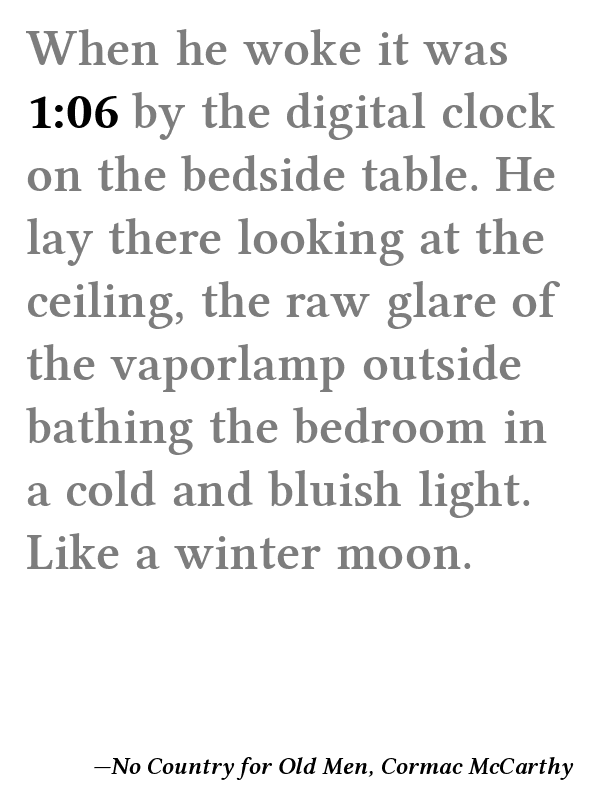 When he woke it was
1:06 by the digital clock
on the bedside table. He
lay there looking at the
ceiling, the raw glare of
the vaporlamp outside
bathing the bedroom in
a cold and bluish light.
Like a winter moon.
—No Country for Old Men, Cormac McCarthy